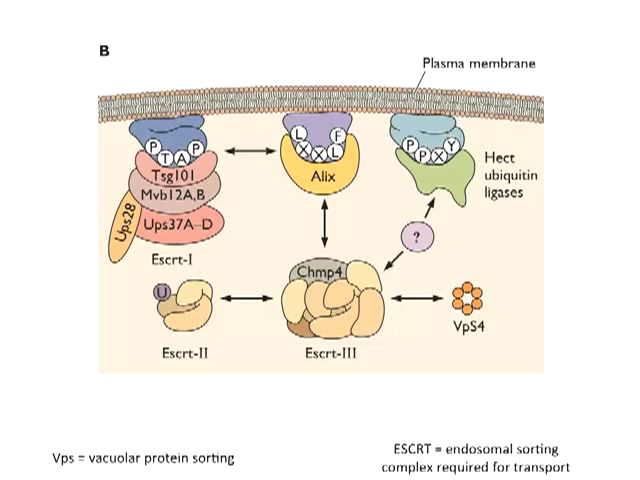 B
Plasma membrane
P T A P
L X X L F
P P X Y
Tsg101
Mvb12A,B
Ups28
Ups37A–D
Escrt-I
Alix
Hect
ubiquitin
ligases
?
Chmp4
U
Escrt-II
Escrt-III
VpS4
Vps = vacuolar protein sorting
ESCRT = endosomal sorting
complex required for transport